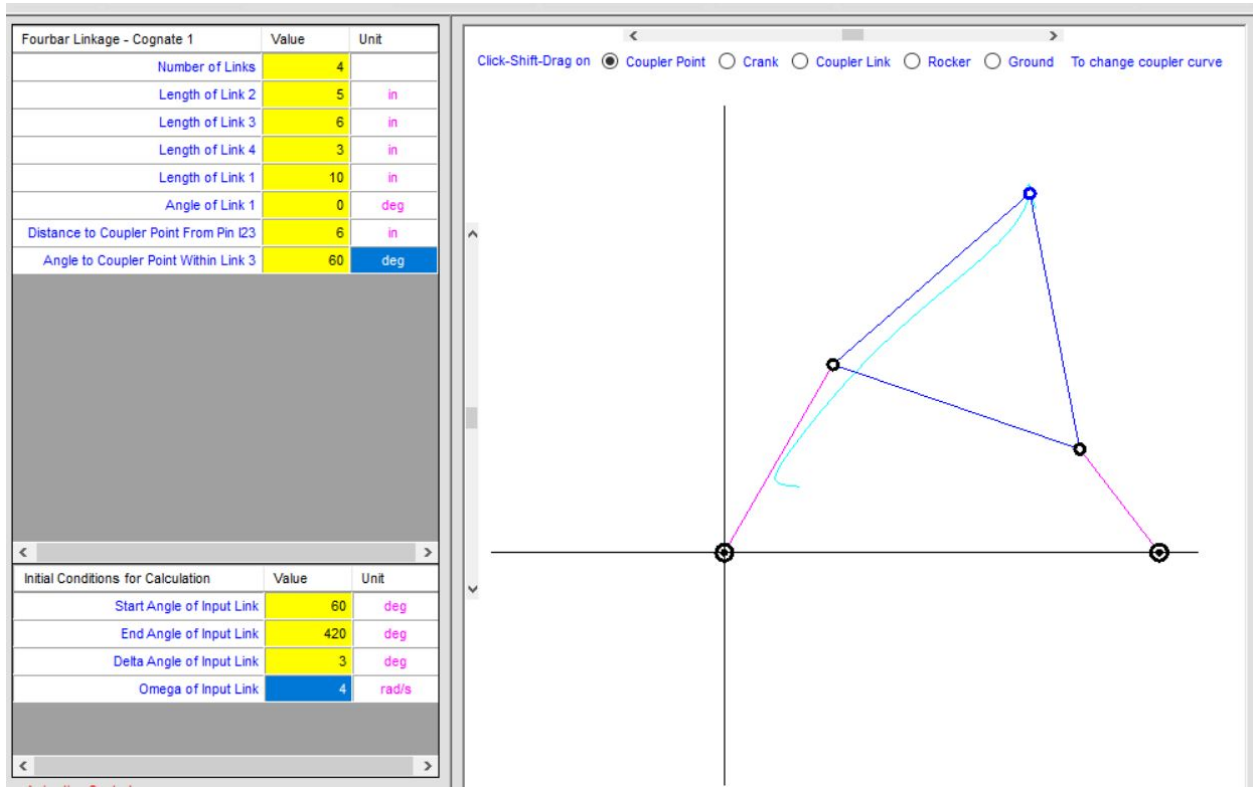 Fourbar Linkage - Cognate 1 Value Unit
Number of Links 4
Length of Link 2 5 in
Length of Link 3 6 in
Length of Link 4 3 in
Length of Link 1 10 in
Angle of Link 1 0 deg
Distance to Coupler Point From Pin I23 6 in
Angle to Coupler Point Within Link 3 60 deg
Initial Conditions for Calculation Value Unit
Start Angle of Input Link 60 deg
End Angle of Input Link 420 deg
Delta Angle of Input Link 3 deg
Omega of Input Link 4 rad/s
Click-Shift-Drag on Coupler Point Crank Coupler Link Rocker Ground To change coupler curve